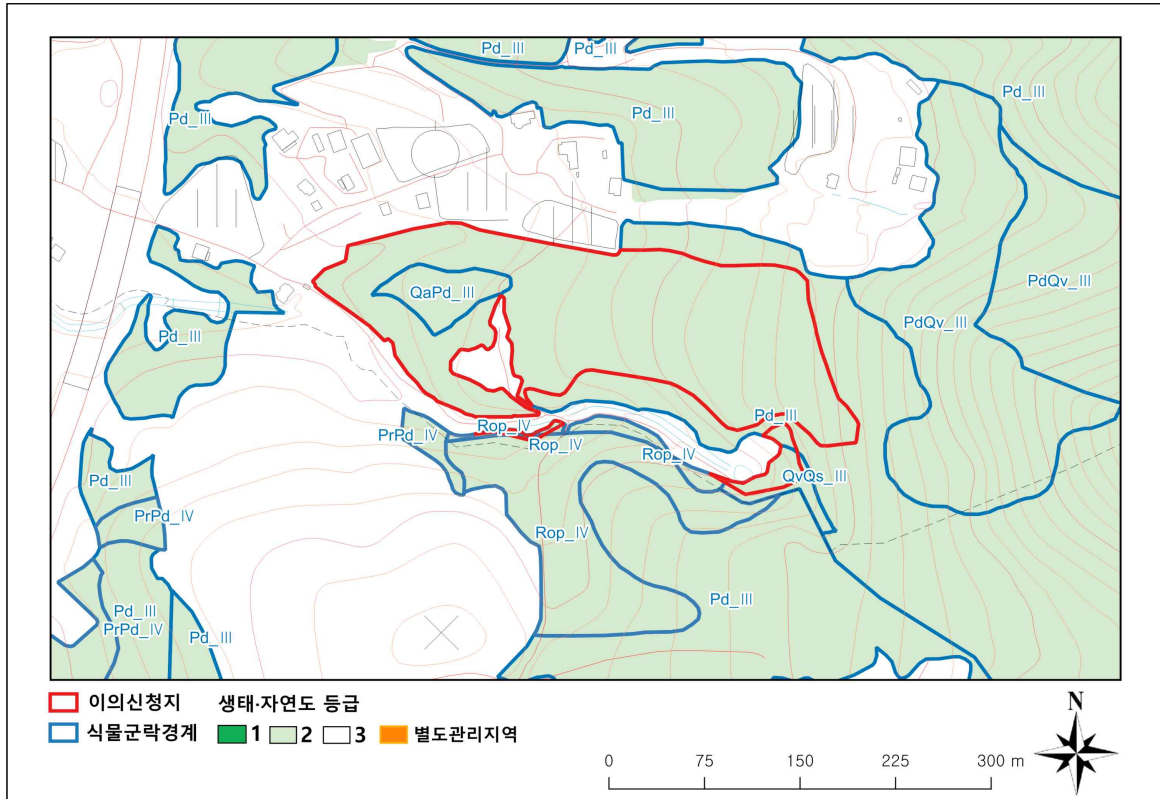 Pd_Ⅲ
Pd_Ⅲ
Pd_Ⅲ
Pd_Ⅲ
Pd_Ⅲ
QaPd_Ⅲ
PdQv_Ⅲ
PdQv_Ⅲ
Pd_Ⅲ
Pd_Ⅲ
Rop_Ⅳ
PrPd_Ⅳ
Rop_Ⅳ
Rop_Ⅳ
QvQs_Ⅲ
Pd_Ⅲ
PrPd_Ⅳ
Rop_Ⅳ
Pd_Ⅲ
Pd_Ⅲ
PrPd_Ⅳ
Pd_Ⅲ
이의신청지 생태·자연도 등급
식물군락경계 1 2 3 별도관리지역
N
0 75 150 225 300 m